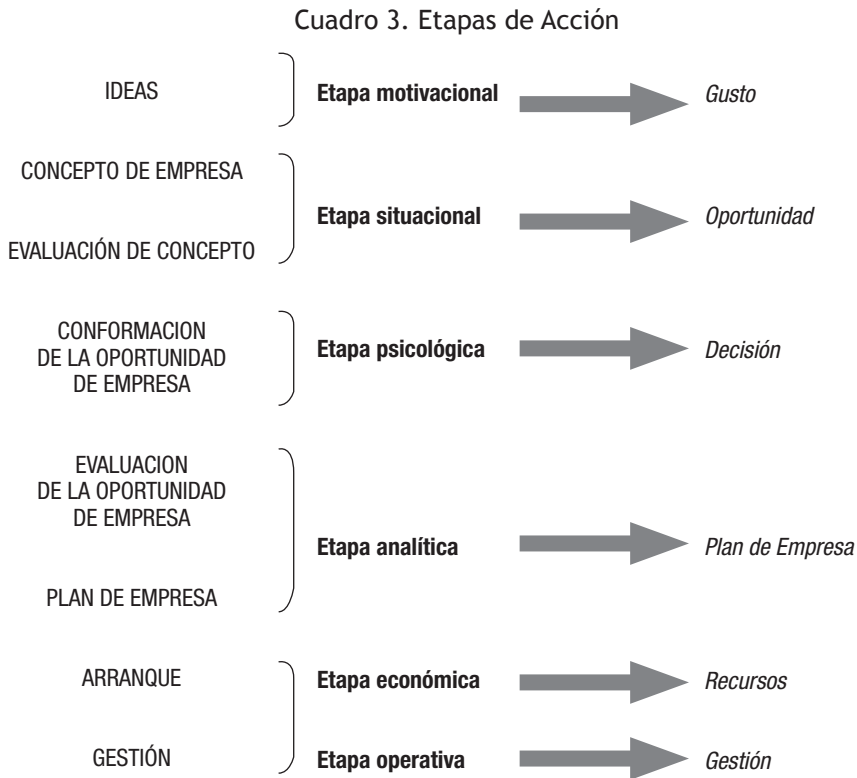 Cuadro 3. Etapas de Acción
IDEAS
Etapa motivacional
Gusto
CONCEPTO DE EMPRESA
EVALUACIÓN DE CONCEPTO
Etapa situacional
Oportunidad
CONFORMACION
DE LA OPORTUNIDAD
DE EMPRESA
Etapa psicológica
Decisión
EVALUACION
DE LA OPORTUNIDAD
DE EMPRESA
PLAN DE EMPRESA
Etapa analítica
Plan de Empresa
ARRANQUE
Etapa económica
Recursos
GESTIÓN
Etapa operativa
Gestión